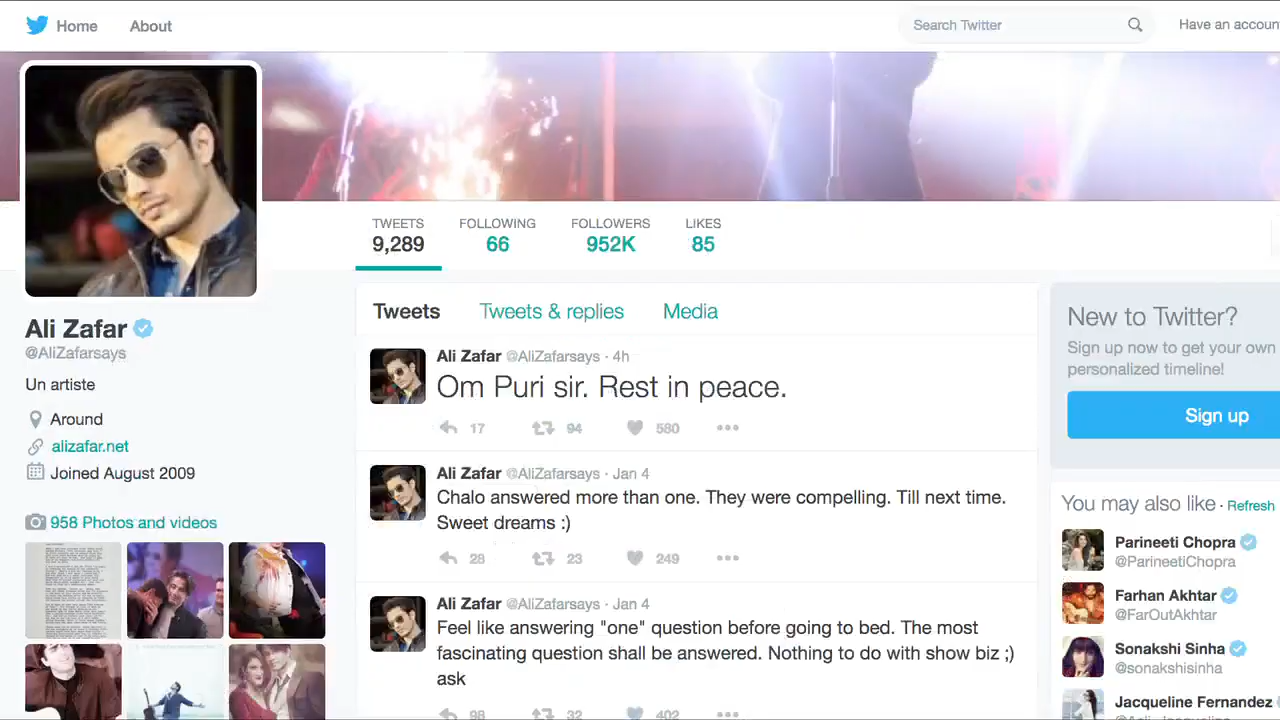 Home About Search Twitter Have an accoun
TWEETS FOLLOWING FOLLOWERS LIKES
9,289 66 952K 85
Ali Zafar
@AliZafarsays
Un artiste
Around
alizafar.net
Joined August 2009
958 Photos and videos
Tweets Tweets & replies Media
Ali Zafar @AliZafarsays · 4h
Om Puri sir. Rest in peace.
17 94 580
Ali Zafar @AliZafarsays · Jan 4
Chalo answered more than one. They were compelling. Till next time.
Sweet dreams :)
28 23 249
Ali Zafar @AliZafarsays · Jan 4
Feel like answering "one" question before going to bed. The most
fascinating question shall be answered. Nothing to do with show biz ;)
ask
98 32 402
New to Twitter?
Sign up now to get your own
personalized timeline!
Sign up
You may also like · Refresh
Parineeti Chopra
@ParineetiChopra
Farhan Akhtar
@FarOutAkhtar
Sonakshi Sinha
@sonakshisinha
Jacqueline Fernandez